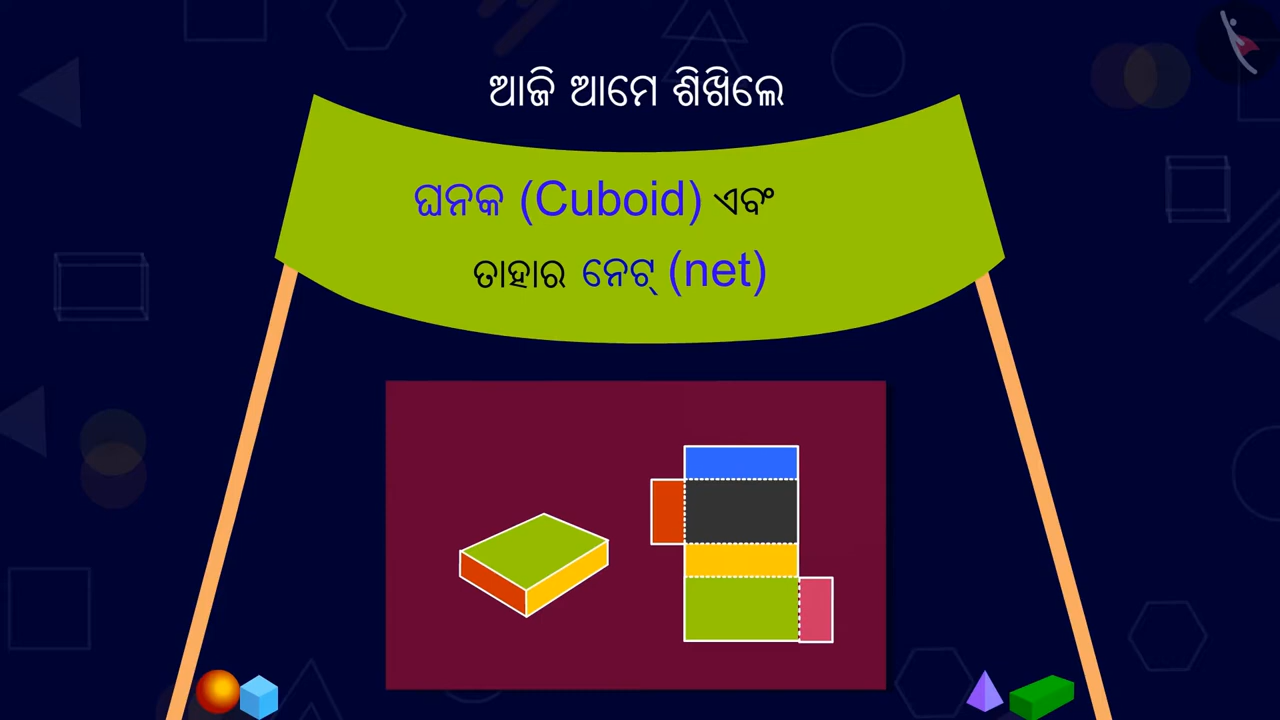 ଆଜି ଆମେ ଶିଖିଲେ
ଘନକ (Cuboid) ଏବଂ
ତାହାର ନେଟ୍ (net)